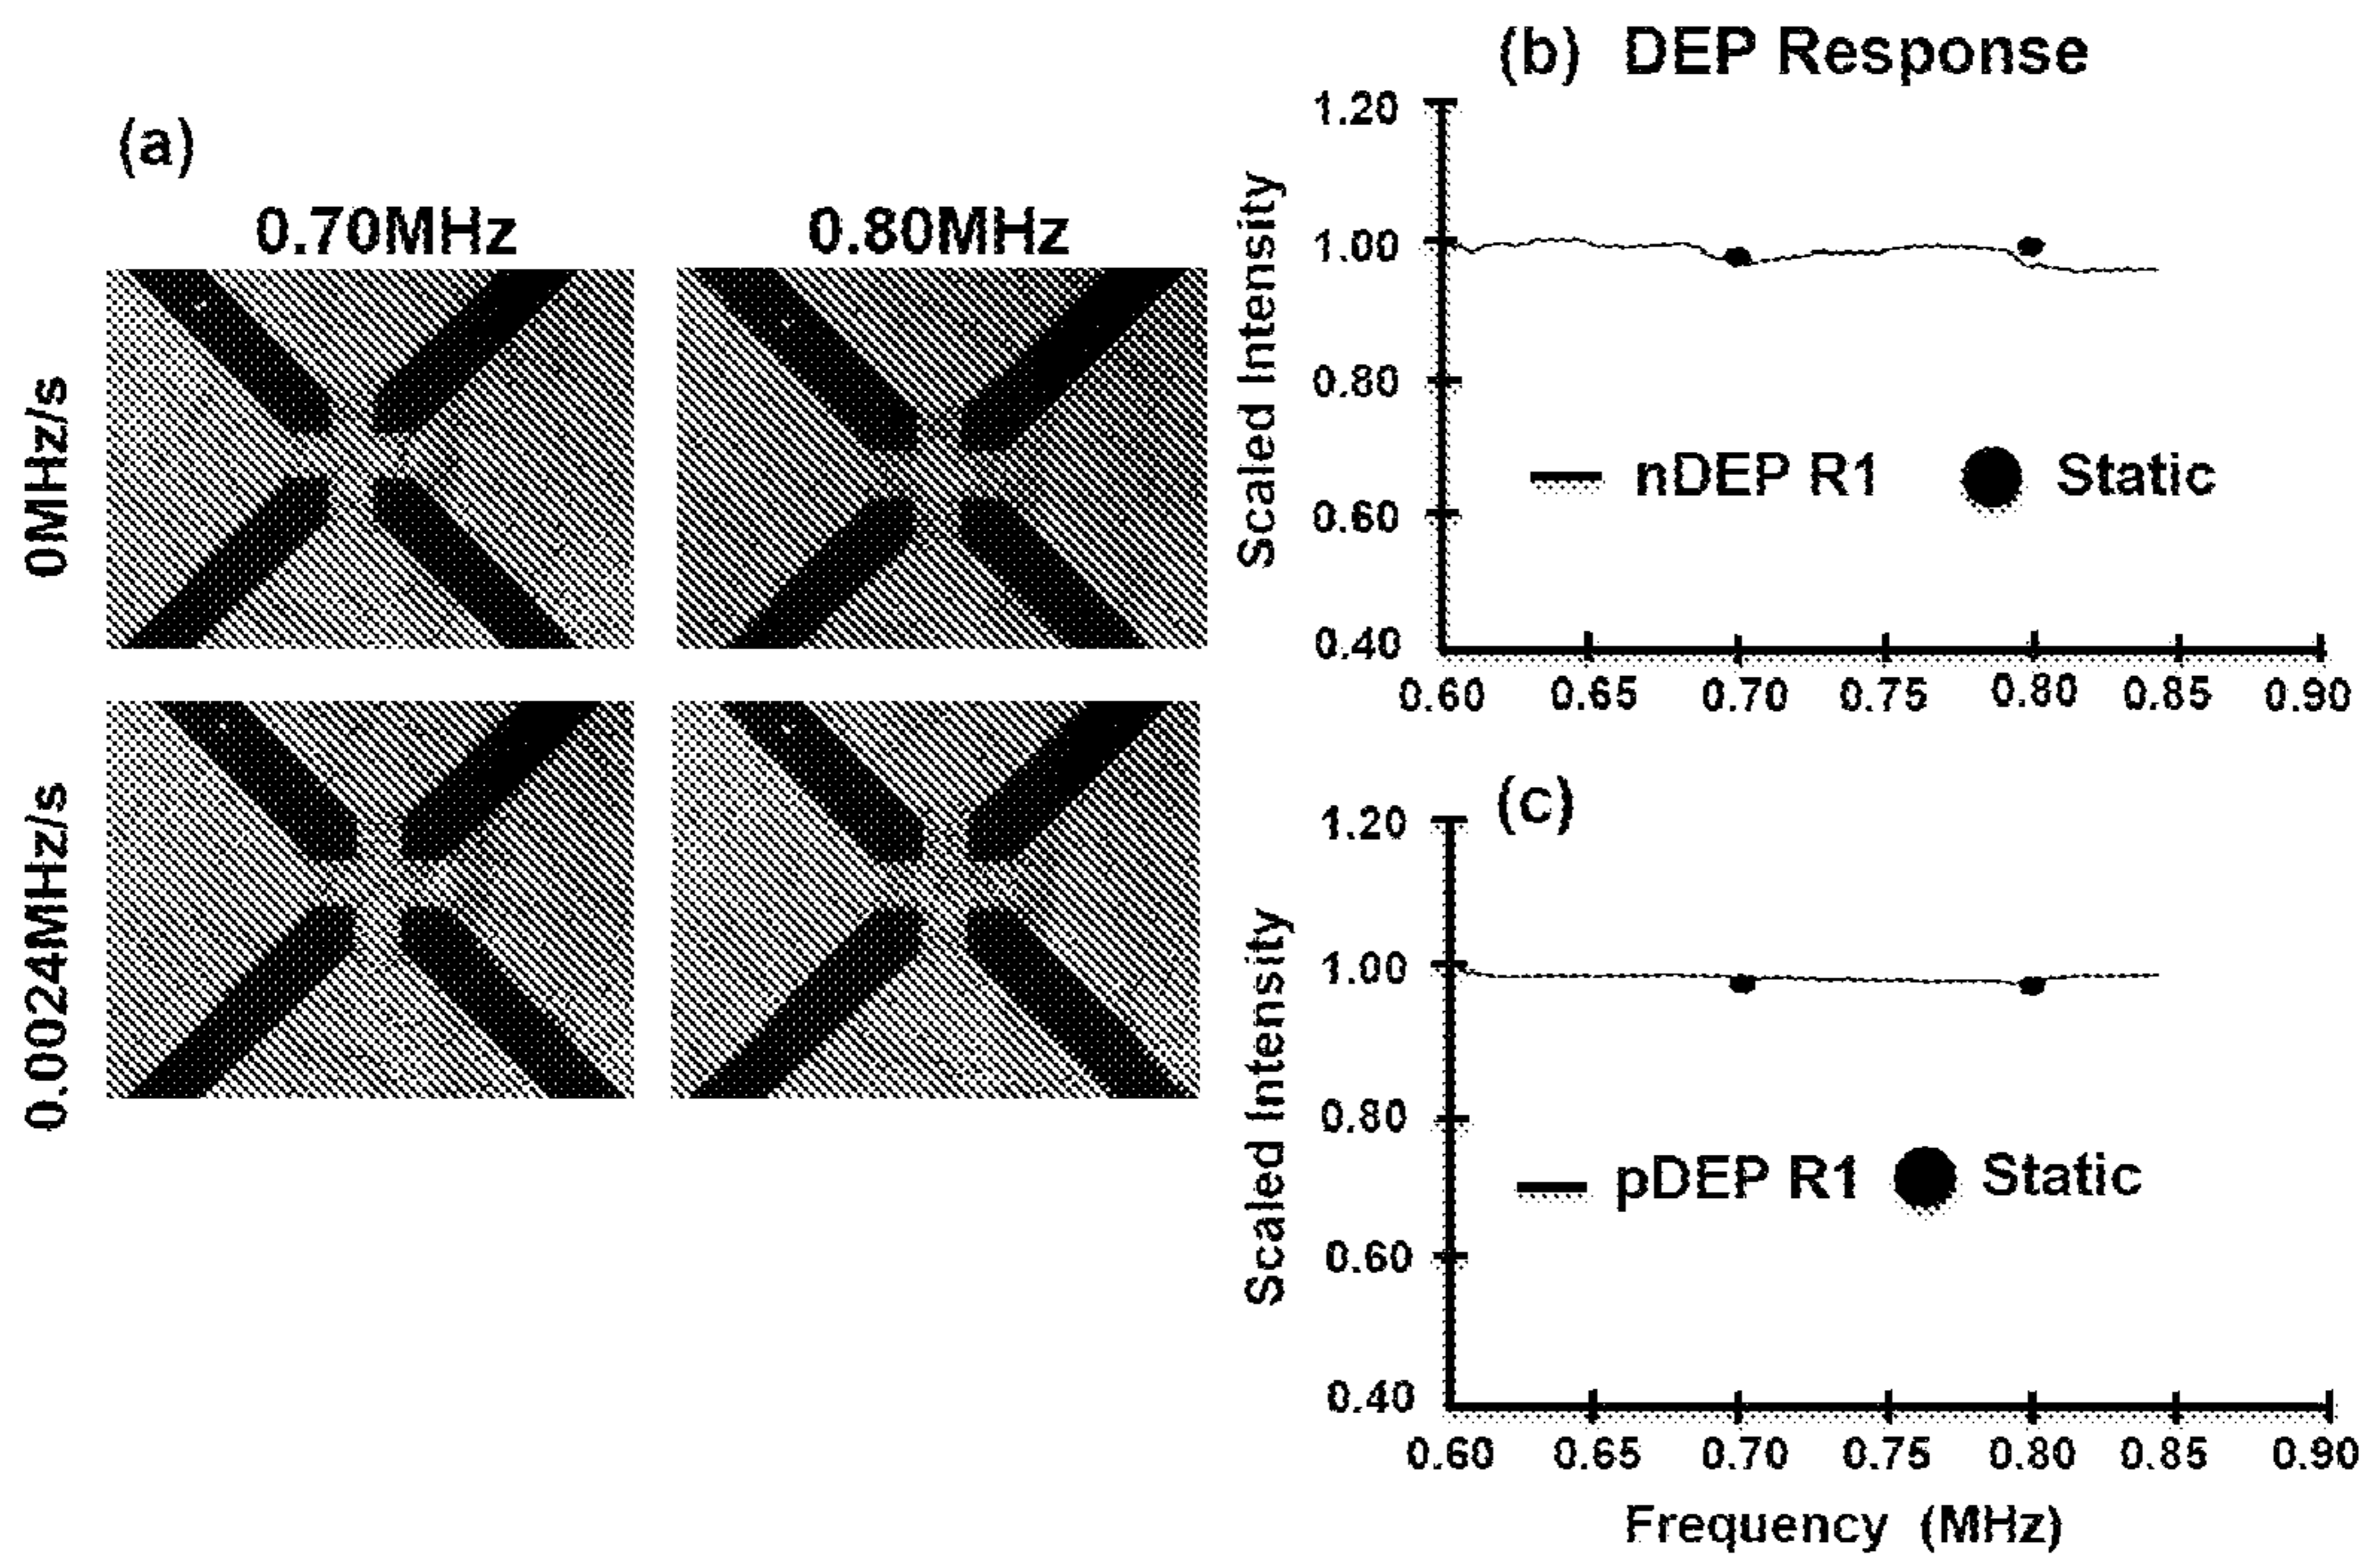 (a)
0.70MHz 0.80MHz
0MHz/s
0.0024MHz/s
(b) DEP Response
Scaled Intensity
1.20
1.00
0.80
0.60
0.40
nDEP R1 Static
0.60 0.65 0.70 0.75 0.80 0.85 0.90
(c)
Scaled Intensity
1.20
1.00
0.80
0.60
0.40
pDEP R1 Static
0.60 0.65 0.70 0.75 0.80 0.85 0.90
Frequency (MHz)